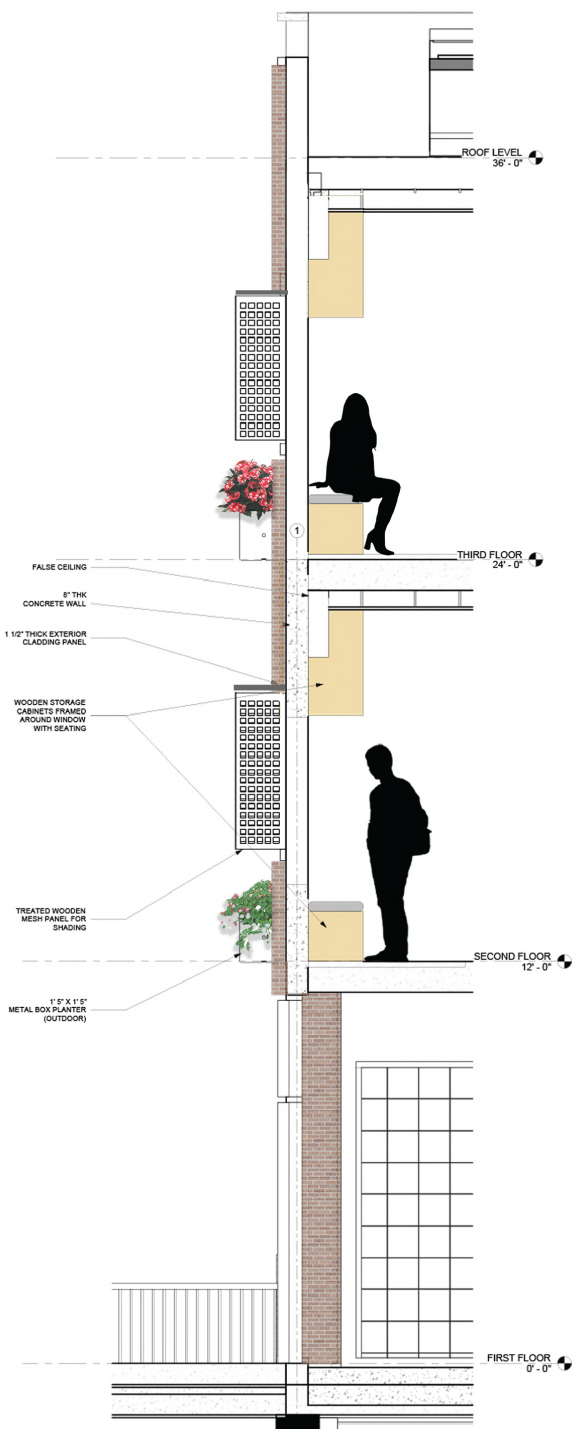 ROOF LEVEL
36' - 0"
1
THIRD FLOOR
24' - 0"
FALSE CEILING
8" THK
CONCRETE WALL
1 1/2" THICK EXTERIOR
CLADDING PANEL
WOODEN STORAGE
CABINETS FRAMED
AROUND WINDOW
WITH SEATING
TREATED WOODEN
MESH PANEL FOR
SHADING
SECOND FLOOR
12' - 0"
1' 5" X 1' 5"
METAL BOX PLANTER
(OUTDOOR)
FIRST FLOOR
0' - 0"